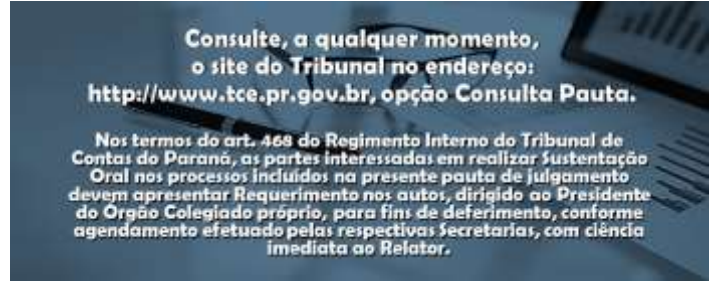 Consulte, a qualquer momento,
o site do Tribunal no endereço:
http://www.tce.pr.gov.br, opção Consulta Pauta.
Nos termos do art. 468 do Regimento Interno do Tribunal de
Contas do Paraná, as partes interessadas em realizar Sustentação
Oral nos processos incluídos na presente pauta de julgamento
devem apresentar Requerimento nos autos, dirigido ao Presidente
do Órgão Colegiado próprio, para fins de deferimento, conforme
agendamento efetuado pelas respectivas Secretarias, com ciência
imediata ao Relator.